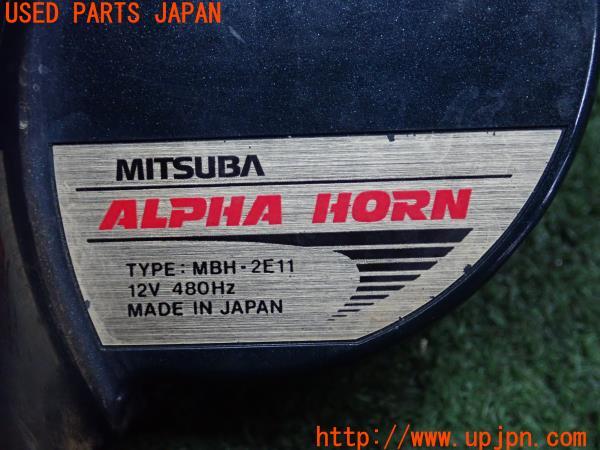 USED PARTS JAPAN
MITSUBA
ALPHA HORN
TYPE: MBH-2E11
12V 480Hz
MADE IN JAPAN
http://www.upjpn.com